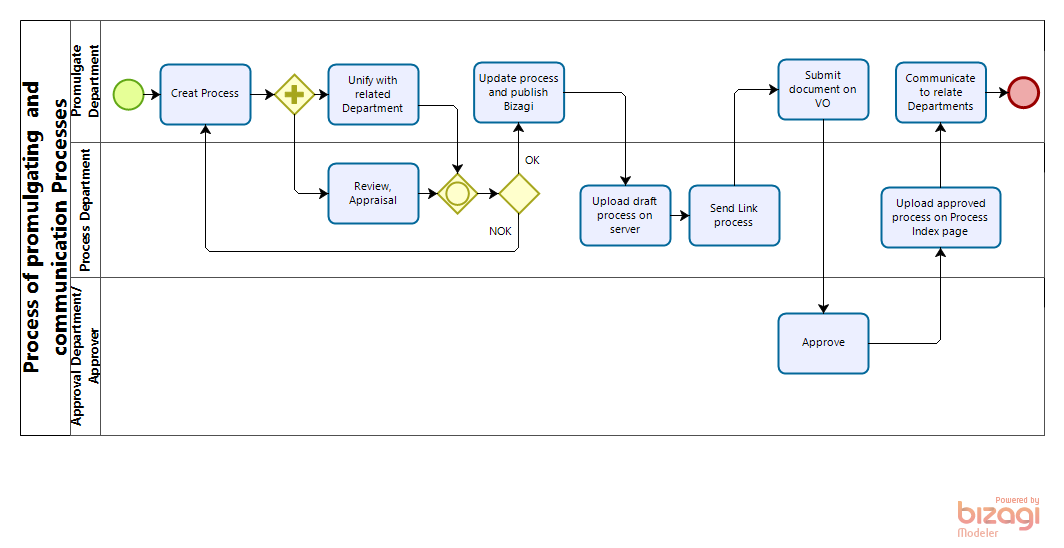 Process of promulgating and
communication Processes
Promulgate
Department
Process Department
Approval Department/
Approver
Creat Process
Unify with
related
Department
Update process
and publish
Bizagi
Submit
document on
VO
Communicate
to relate
Departments
OK
Review,
Appraisal
NOK
Upload draft
process on
server
Send Link
process
Upload approved
process on Process
Index page
Approve
Powered by
bizagi
Modeler